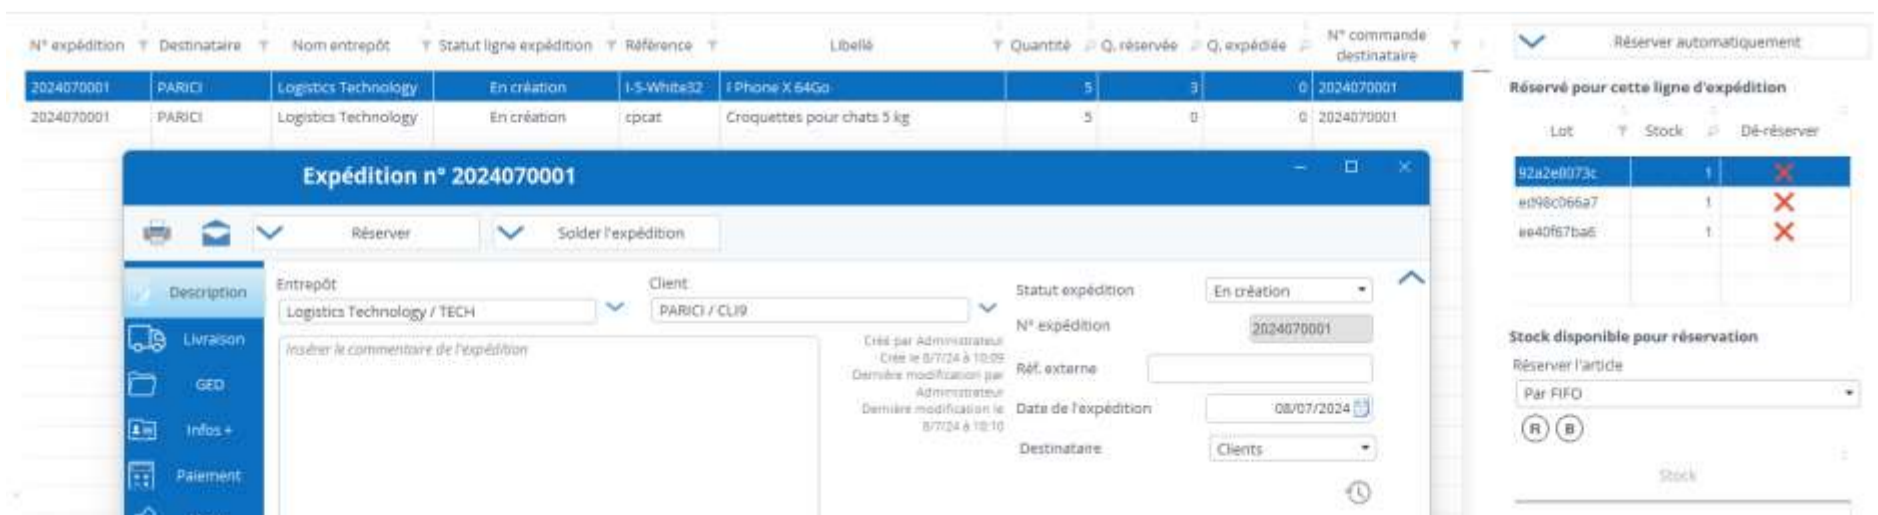 N° expédition Destinataire Nom entrepôt Statut ligne expédition Référence Libellé Quantité Q. réservée Q. expédiée N° commande destinataire
2024070001 PARICI Logistics Technology En création I-5-White32 I Phone X 64Go 5 3 0 2024070001
2024070001 PARICI Logistics Technology En création cpcat Croquettes pour chats 5 kg 5 0 0 2024070001
Expédition n° 2024070001
Réserver Solder l'expédition
Description
Livraison
GED
Infos +
Paiement
Entrepôt
Logistics Technology / TECH
Client
PARICI / CLI9
Insérer le commentaire de l'expédition
Créé par Administrateur
Créé le 8/7/24 à 10:09
Dernière modification par
Administrateur
Dernière modification le
8/7/24 à 10:10
Statut expédition En création
N° expédition 2024070001
Réf. externe
Date de l'expédition 08/07/2024
Destinataire Clients
Réserver automatiquement
Réservé pour cette ligne d'expédition
Lot Stock Dé-réserver
92a2e0073c 1
ed98c066a7 1
ee40f67ba6 1
Stock disponible pour réservation
Réserver l'article
Par FIFO
R B
Stock